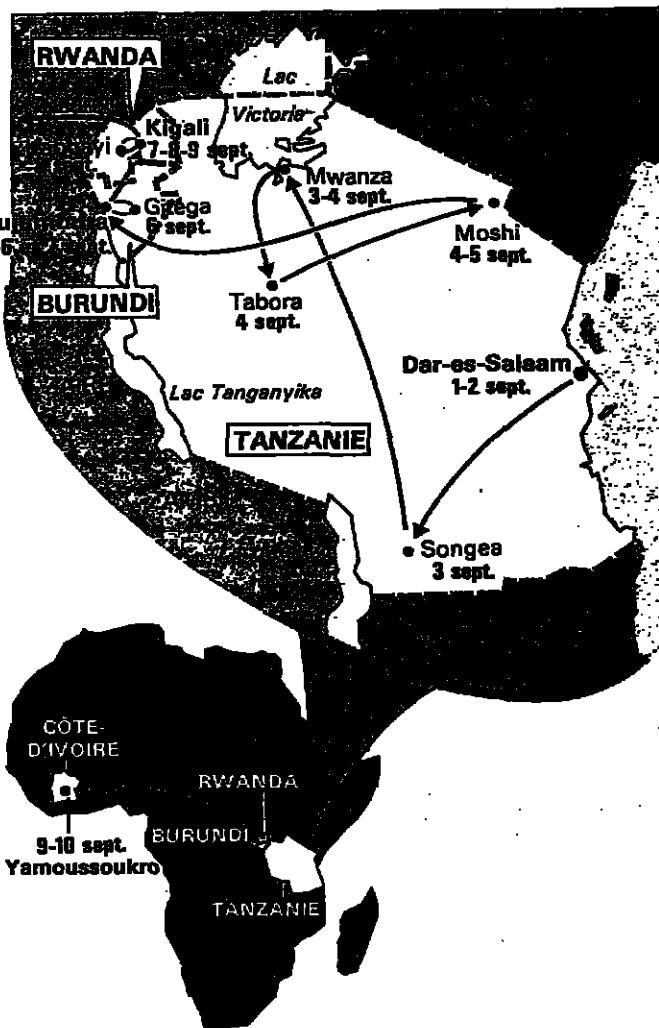 RWANDA
Lac
Victoria
Kigali
7-8-9 sept.
Mwanza
3-4 sept.
Gitega
6 sept.
Moshi
4-5 sept.
BURUNDI
Tabora
4 sept.
Dar-es-Salaam
1-2 sept.
Lac Tanganyika
TANZANIE
Songea
3 sept.
CÔTE-
D'IVOIRE
RWANDA
9-10 sept.
Yamoussoukro
BURUNDI
TANZANIE